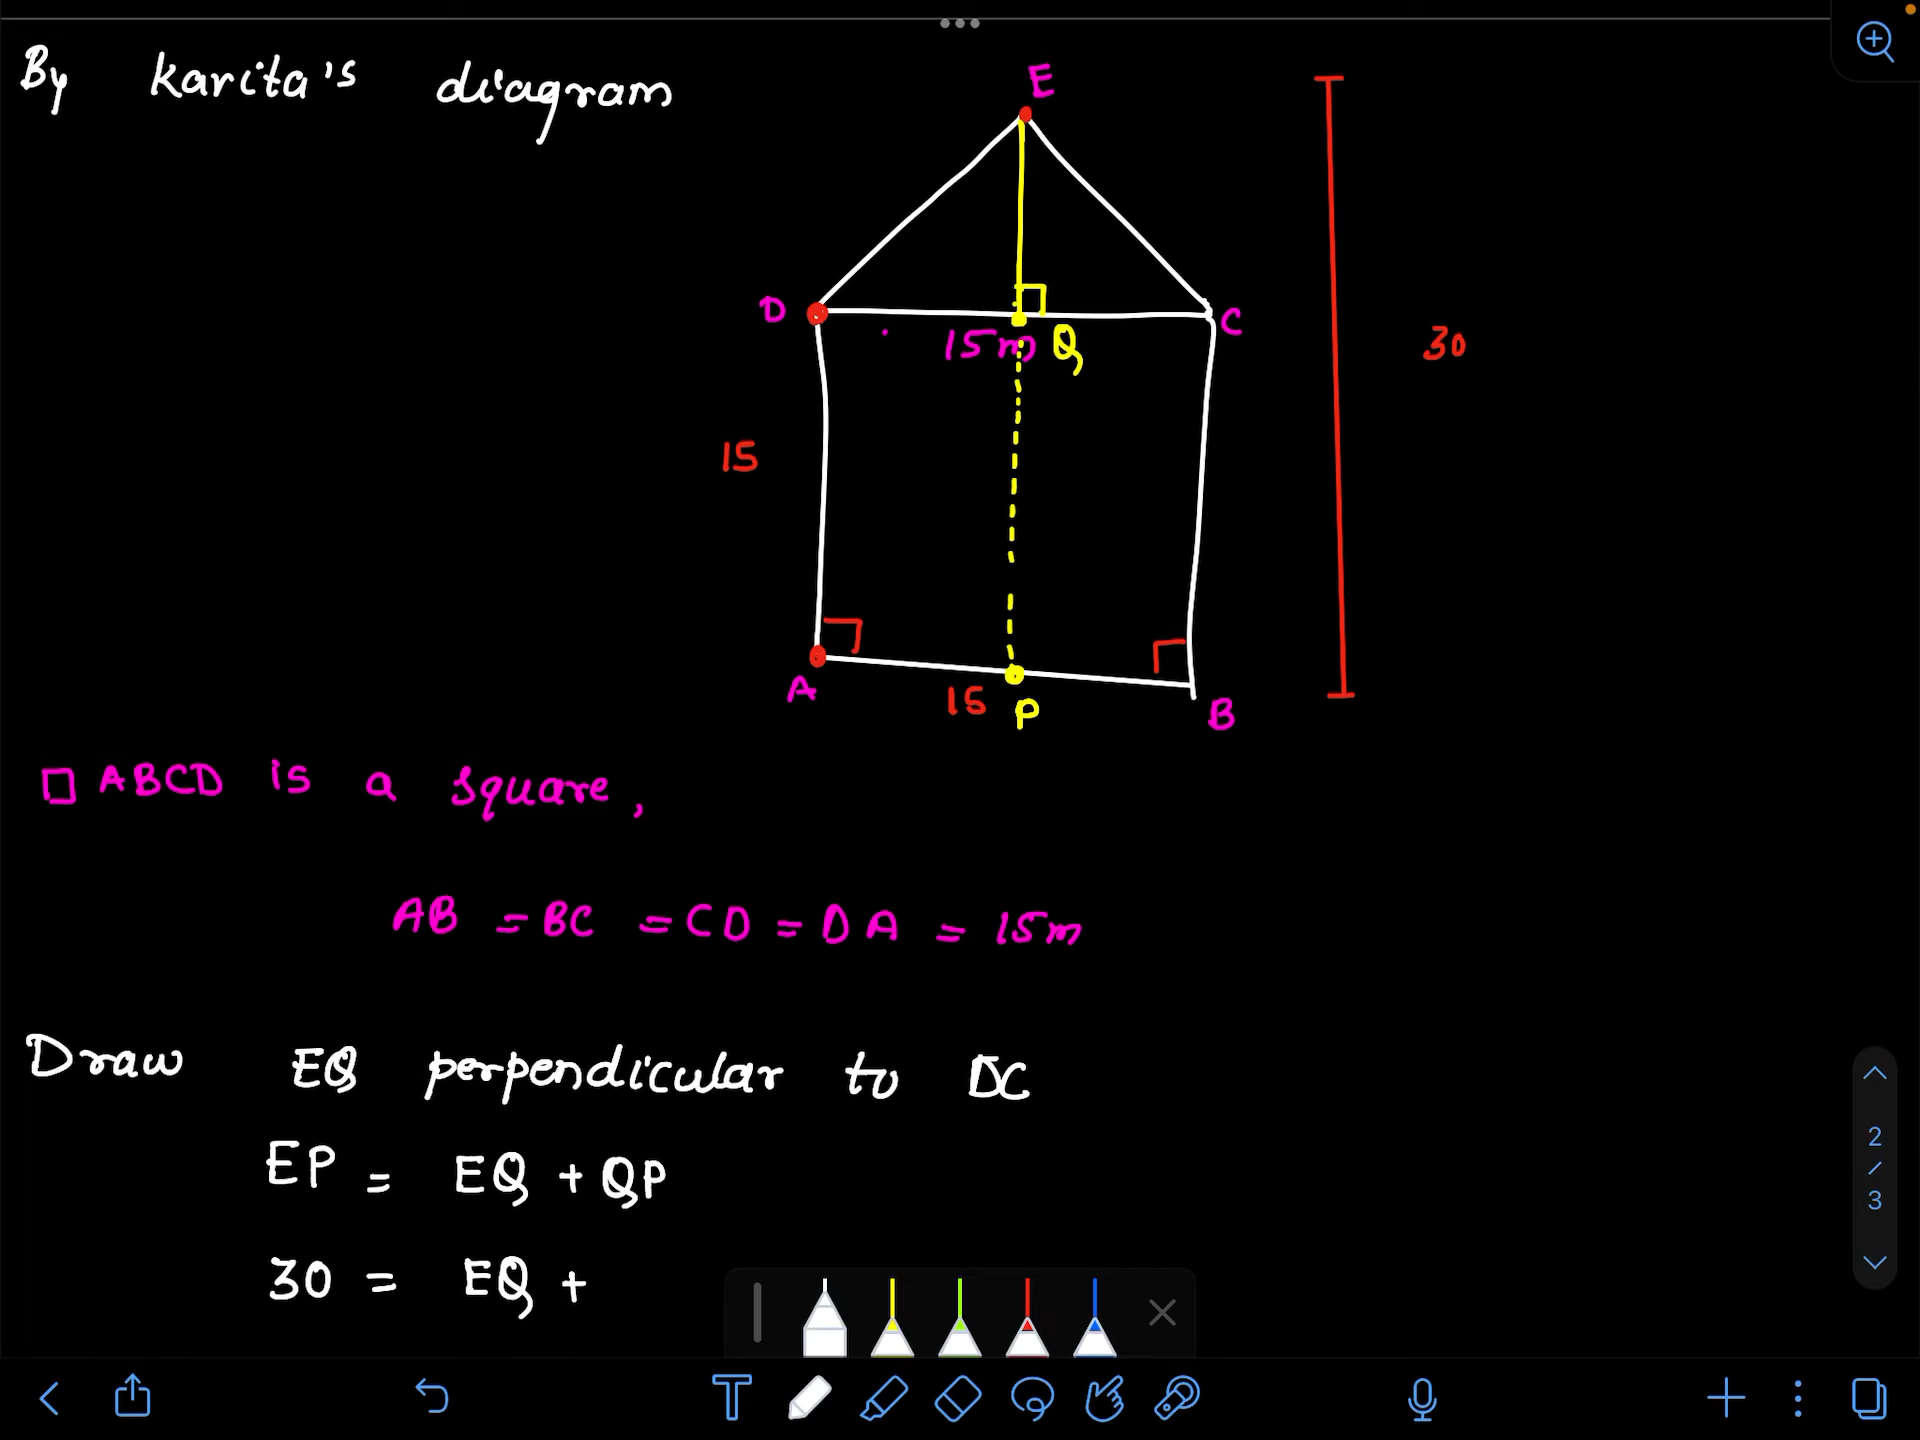 By karita's diagram
E
D
C
15m Q
30
15
A
15 P
B
□ ABCD is a square,
AB = BC = CD = DA = 15m
Draw EQ perpendicular to DC
EP = EQ + QP
30 = EQ +
2
/
3